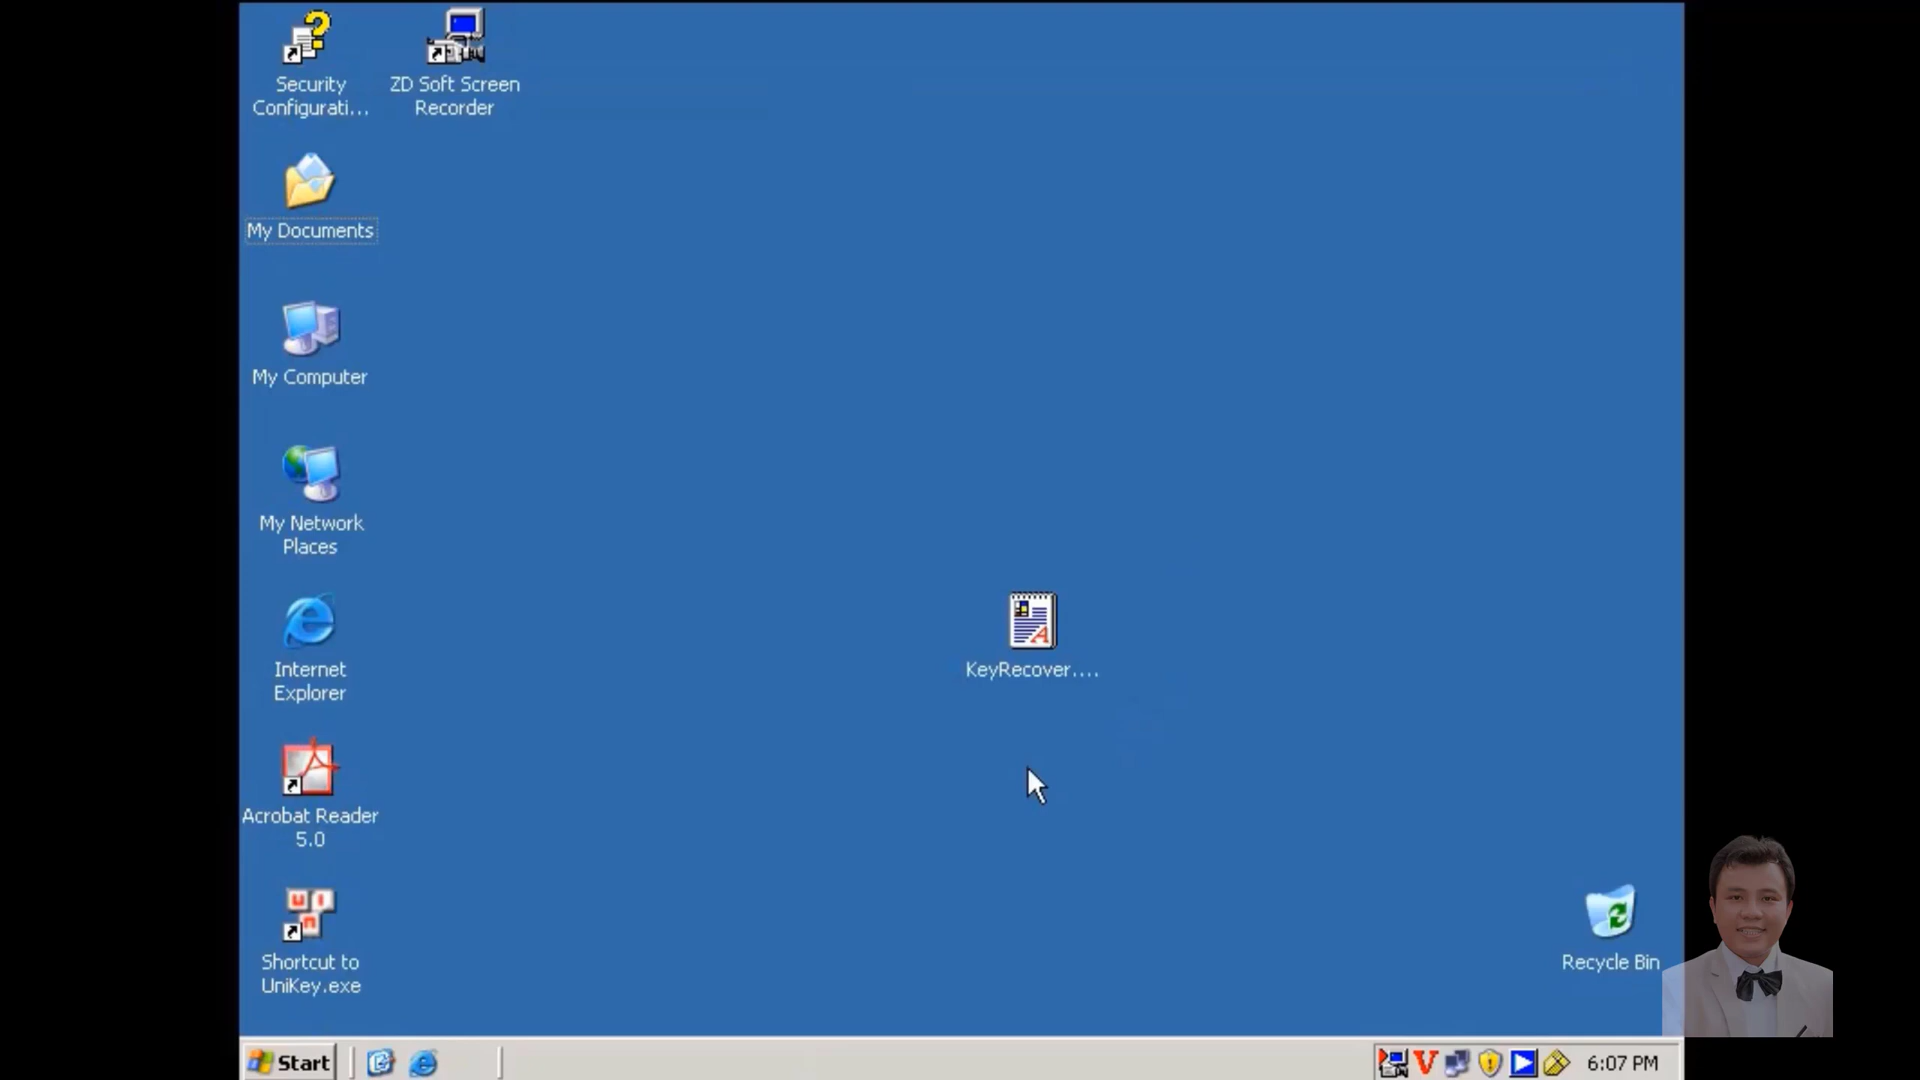 Security
Configurati...
ZD Soft Screen
Recorder
My Documents
My Computer
My Network
Places
Internet
Explorer
KeyRecover....
Acrobat Reader
5.0
Shortcut to
UniKey.exe
Recycle Bin
Start
V
6:07 PM